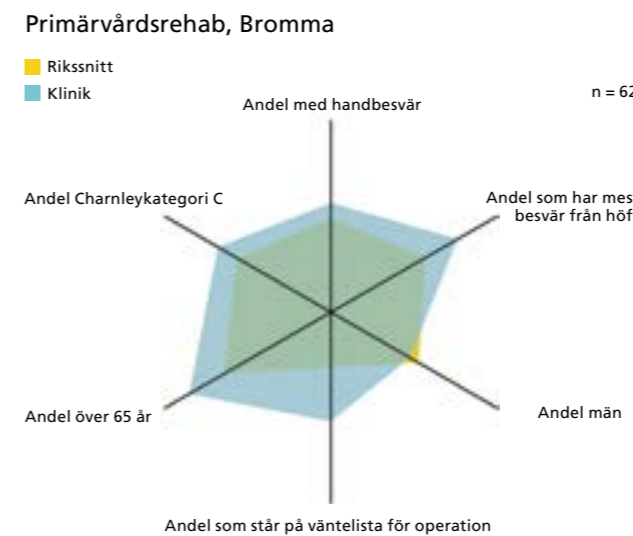 Primärvårdsrehab, Bromma
Rikssnitt
Klinik
n = 62
Andel med handbesvär
Andel Charnleykategori C
Andel som har mes
besvär från höf
Andel över 65 år
Andel män
Andel som står på väntelista för operation